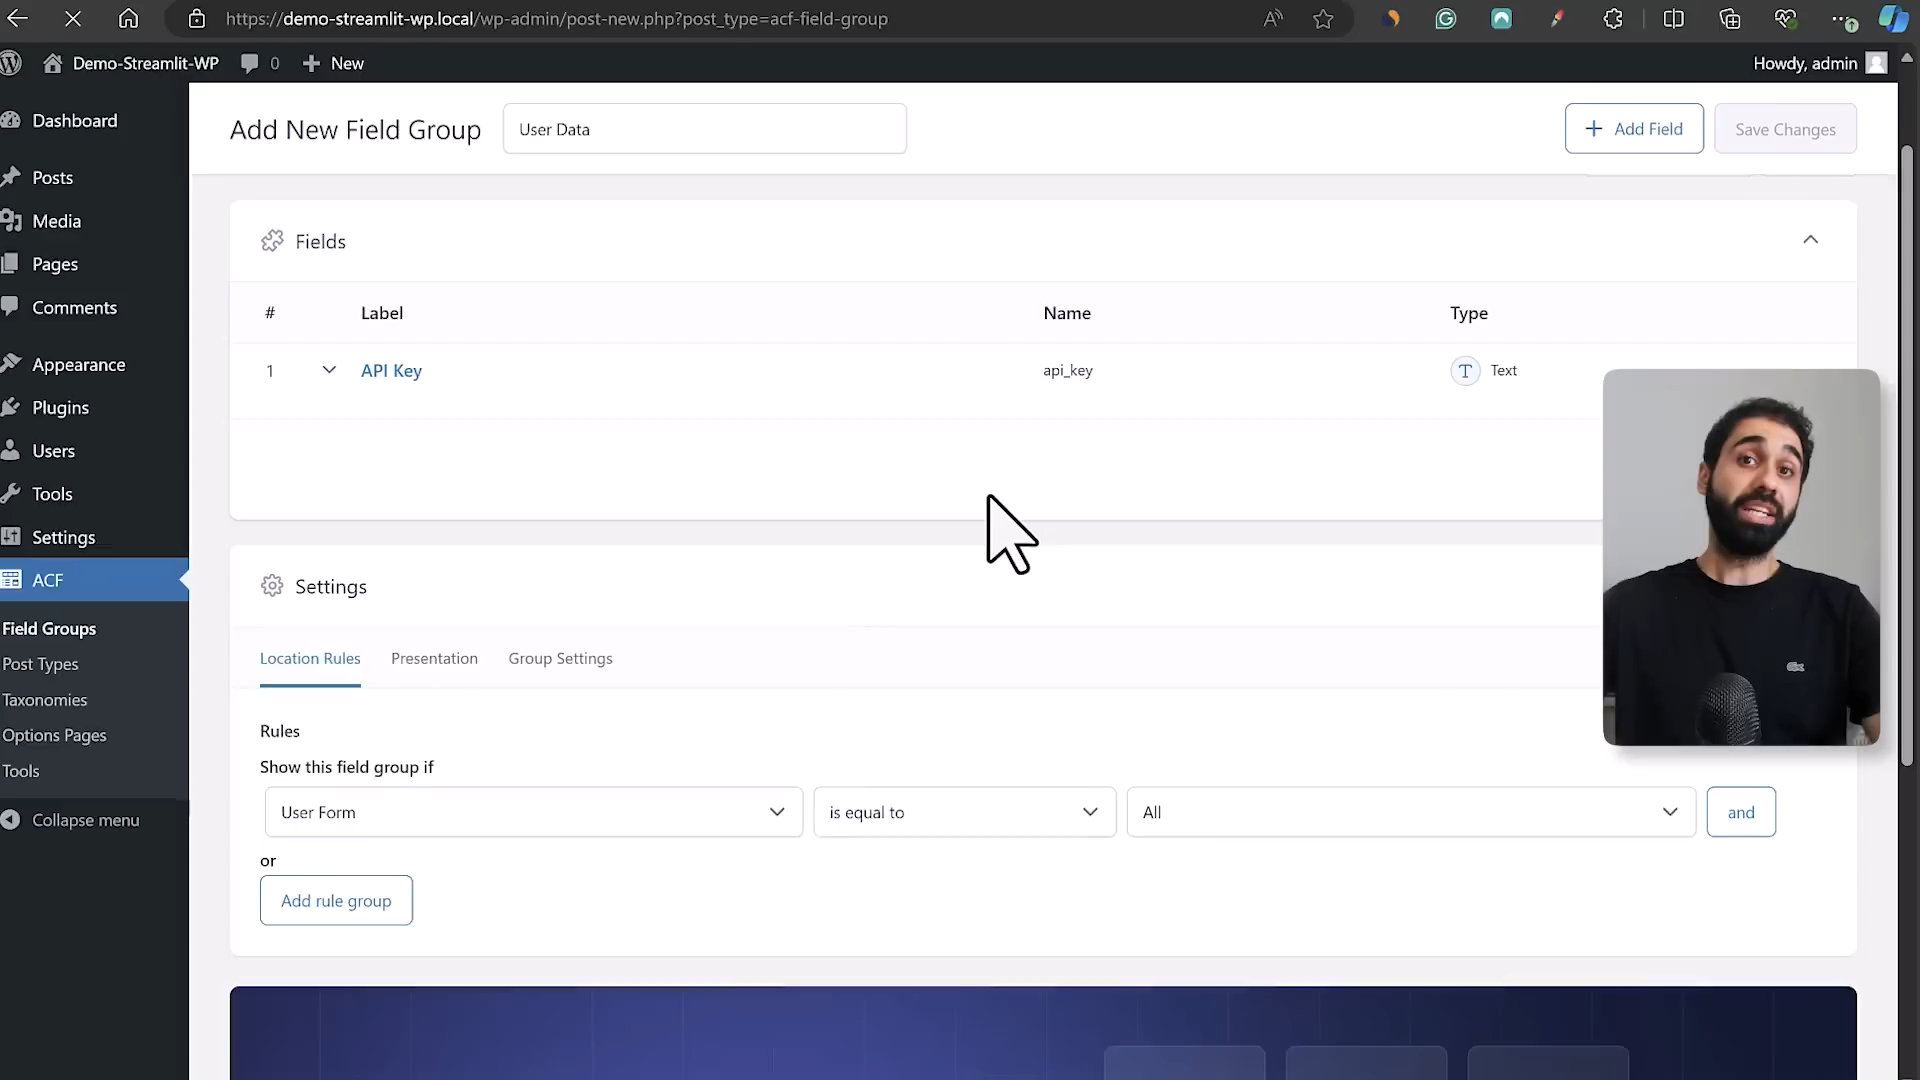 https://demo-streamlit-wp.local/wp-admin/post-new.php?post_type=acf-field-group
Demo-Streamlit-WP
0
New
Howdy, admin
Dashboard
Posts
Media
Pages
Comments
Appearance
Plugins
Users
Tools
Settings
ACF
Field Groups
Post Types
Taxonomies
Options Pages
Tools
Collapse menu
Add New Field Group
User Data
+ Add Field
Save Changes
Fields
# Label Name Type
1 API Key api_key T Text
Settings
Location Rules Presentation Group Settings
Rules
Show this field group if
User Form is equal to All and
or
Add rule group